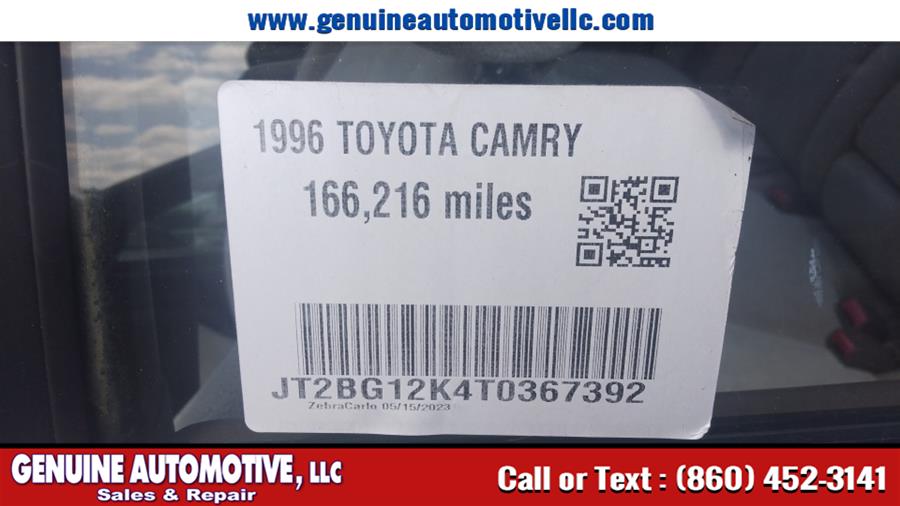 www.genuineautomotivellc.com
1996 TOYOTA CAMRY
166,216 miles
JT2BG12K4T0367392
ZebraCarlo 05/15/2023
GENUINE AUTOMOTIVE, LLC
Sales & Repair
Call or Text : (860) 452-3141